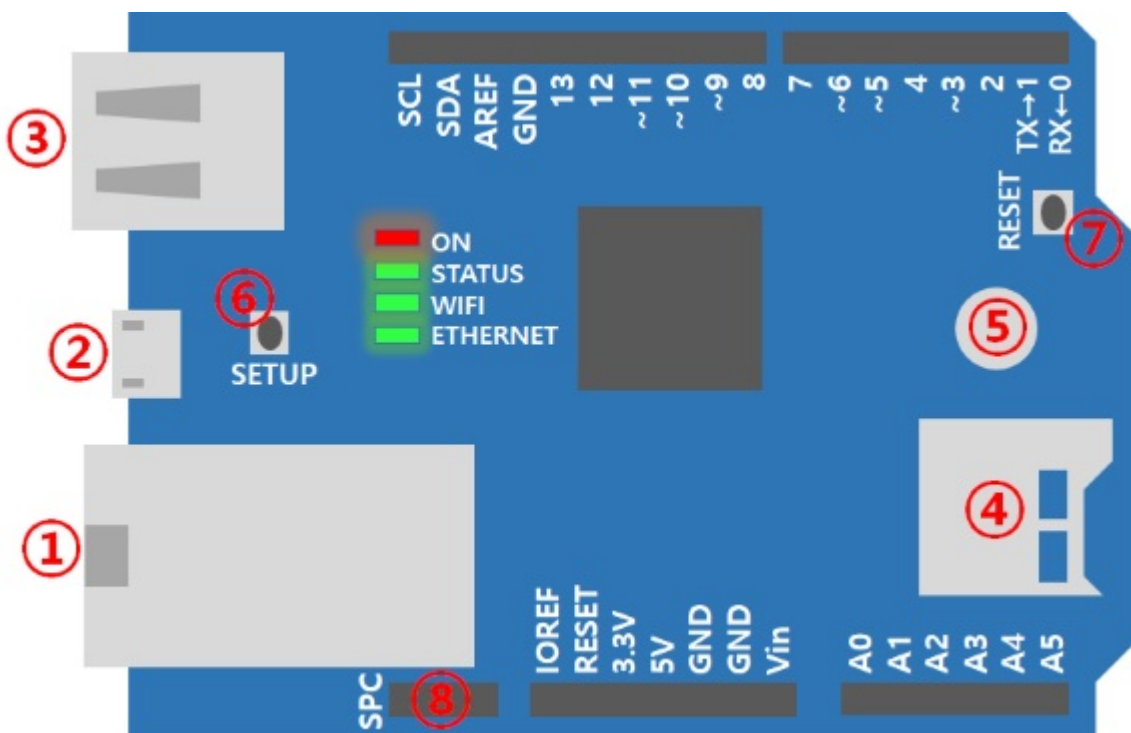 SCL
SDA
AREF
GND
13
12
~11
~10
~9
8
7
~6
~5
4
~3
2
TX→1
RX←0
③
RESET
⑦
ON
STATUS
WIFI
ETHERNET
⑥
②
SETUP
⑤
①
④
IOREF
RESET
3.3V
5V
GND
GND
Vin
A0
A1
A2
A3
A4
A5
SPC
⑧